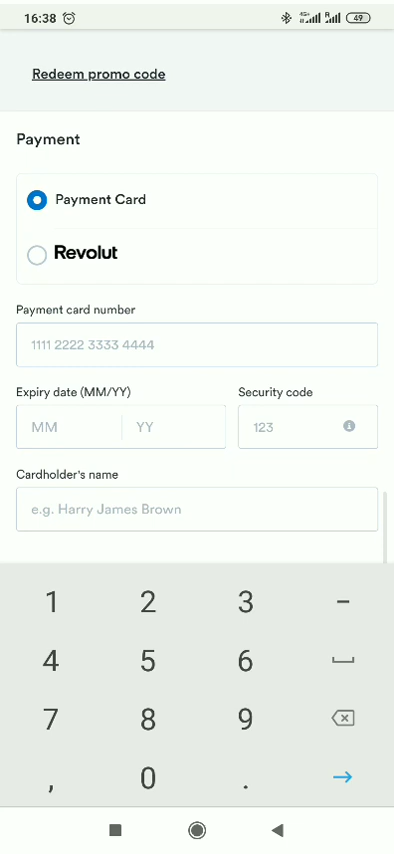 16:38 49
Redeem promo code
Payment
Payment Card
Revolut
Payment card number
1111 2222 3333 4444
Expiry date (MM/YY) Security code
MM YY 123
Cardholder's name
e.g. Harry James Brown
1 2 3 -
4 5 6
7 8 9
, 0 .